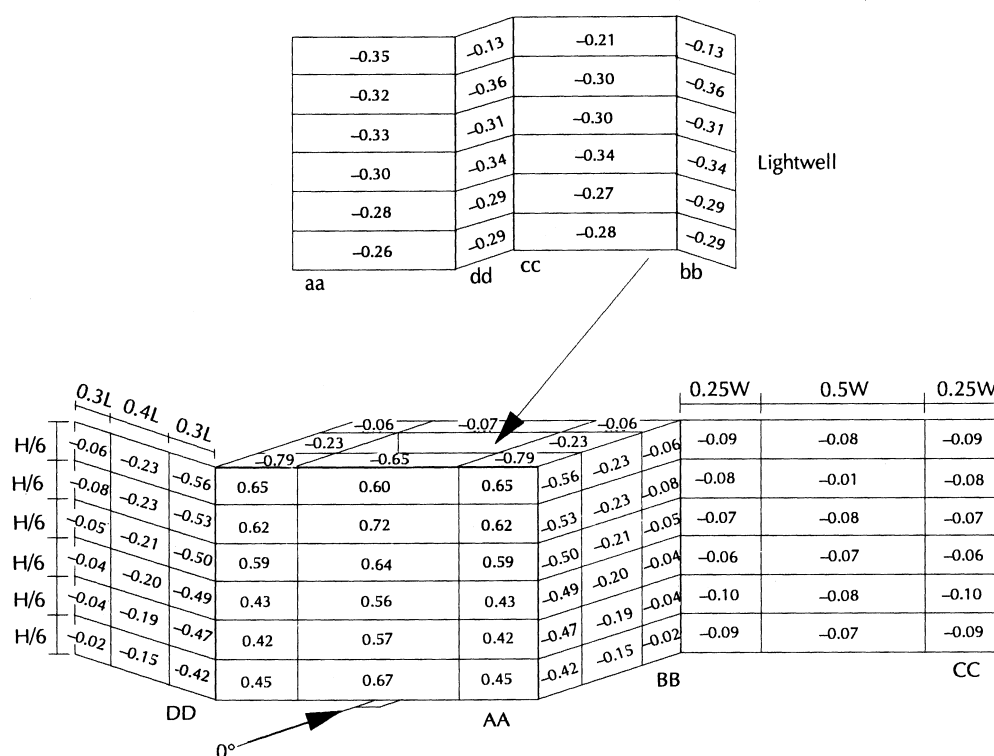 –0.35 –0.13 –0.21 –0.13
–0.32 –0.36 –0.30 –0.36
–0.33 –0.31 –0.30 –0.31
–0.30 –0.34 –0.34 –0.34
–0.28 –0.29 –0.27 –0.29
–0.26 –0.29 –0.28 –0.29
Lightwell
aa dd cc bb
0.3L 0.4L 0.3L
0.25W 0.5W 0.25W
–0.06 –0.07 –0.06
–0.23 –0.23
–0.79 –0.65 –0.79
H/6 –0.06 –0.23 –0.56 0.65 0.60 0.65 –0.56 –0.23 –0.06 –0.09 –0.08 –0.09
H/6 –0.08 –0.23 –0.53 0.62 0.72 0.62 –0.53 –0.23 –0.08 –0.08 –0.01 –0.08
H/6 –0.05 –0.21 –0.50 0.59 0.64 0.59 –0.50 –0.21 –0.05 –0.07 –0.08 –0.07
H/6 –0.04 –0.20 –0.49 0.43 0.56 0.43 –0.49 –0.20 –0.04 –0.06 –0.07 –0.06
H/6 –0.04 –0.19 –0.47 0.42 0.57 0.42 –0.47 –0.19 –0.04 –0.10 –0.08 –0.10
H/6 –0.02 –0.15 -0.42 0.45 0.67 0.45 –0.42 –0.15 –0.02 –0.09 –0.07 –0.09
DD AA BB CC
0°